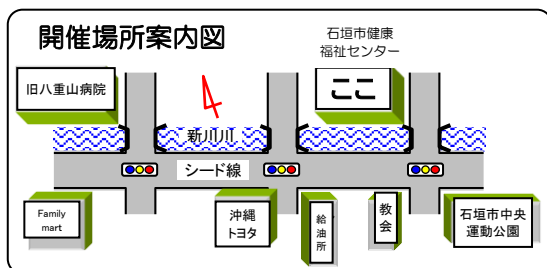 開催場所案内図
石垣市健康
福祉センター
旧八重山病院
ここ
新川川
シード線
Family
mart
沖縄
トヨタ
給油所
教会
石垣市中央
運動公園